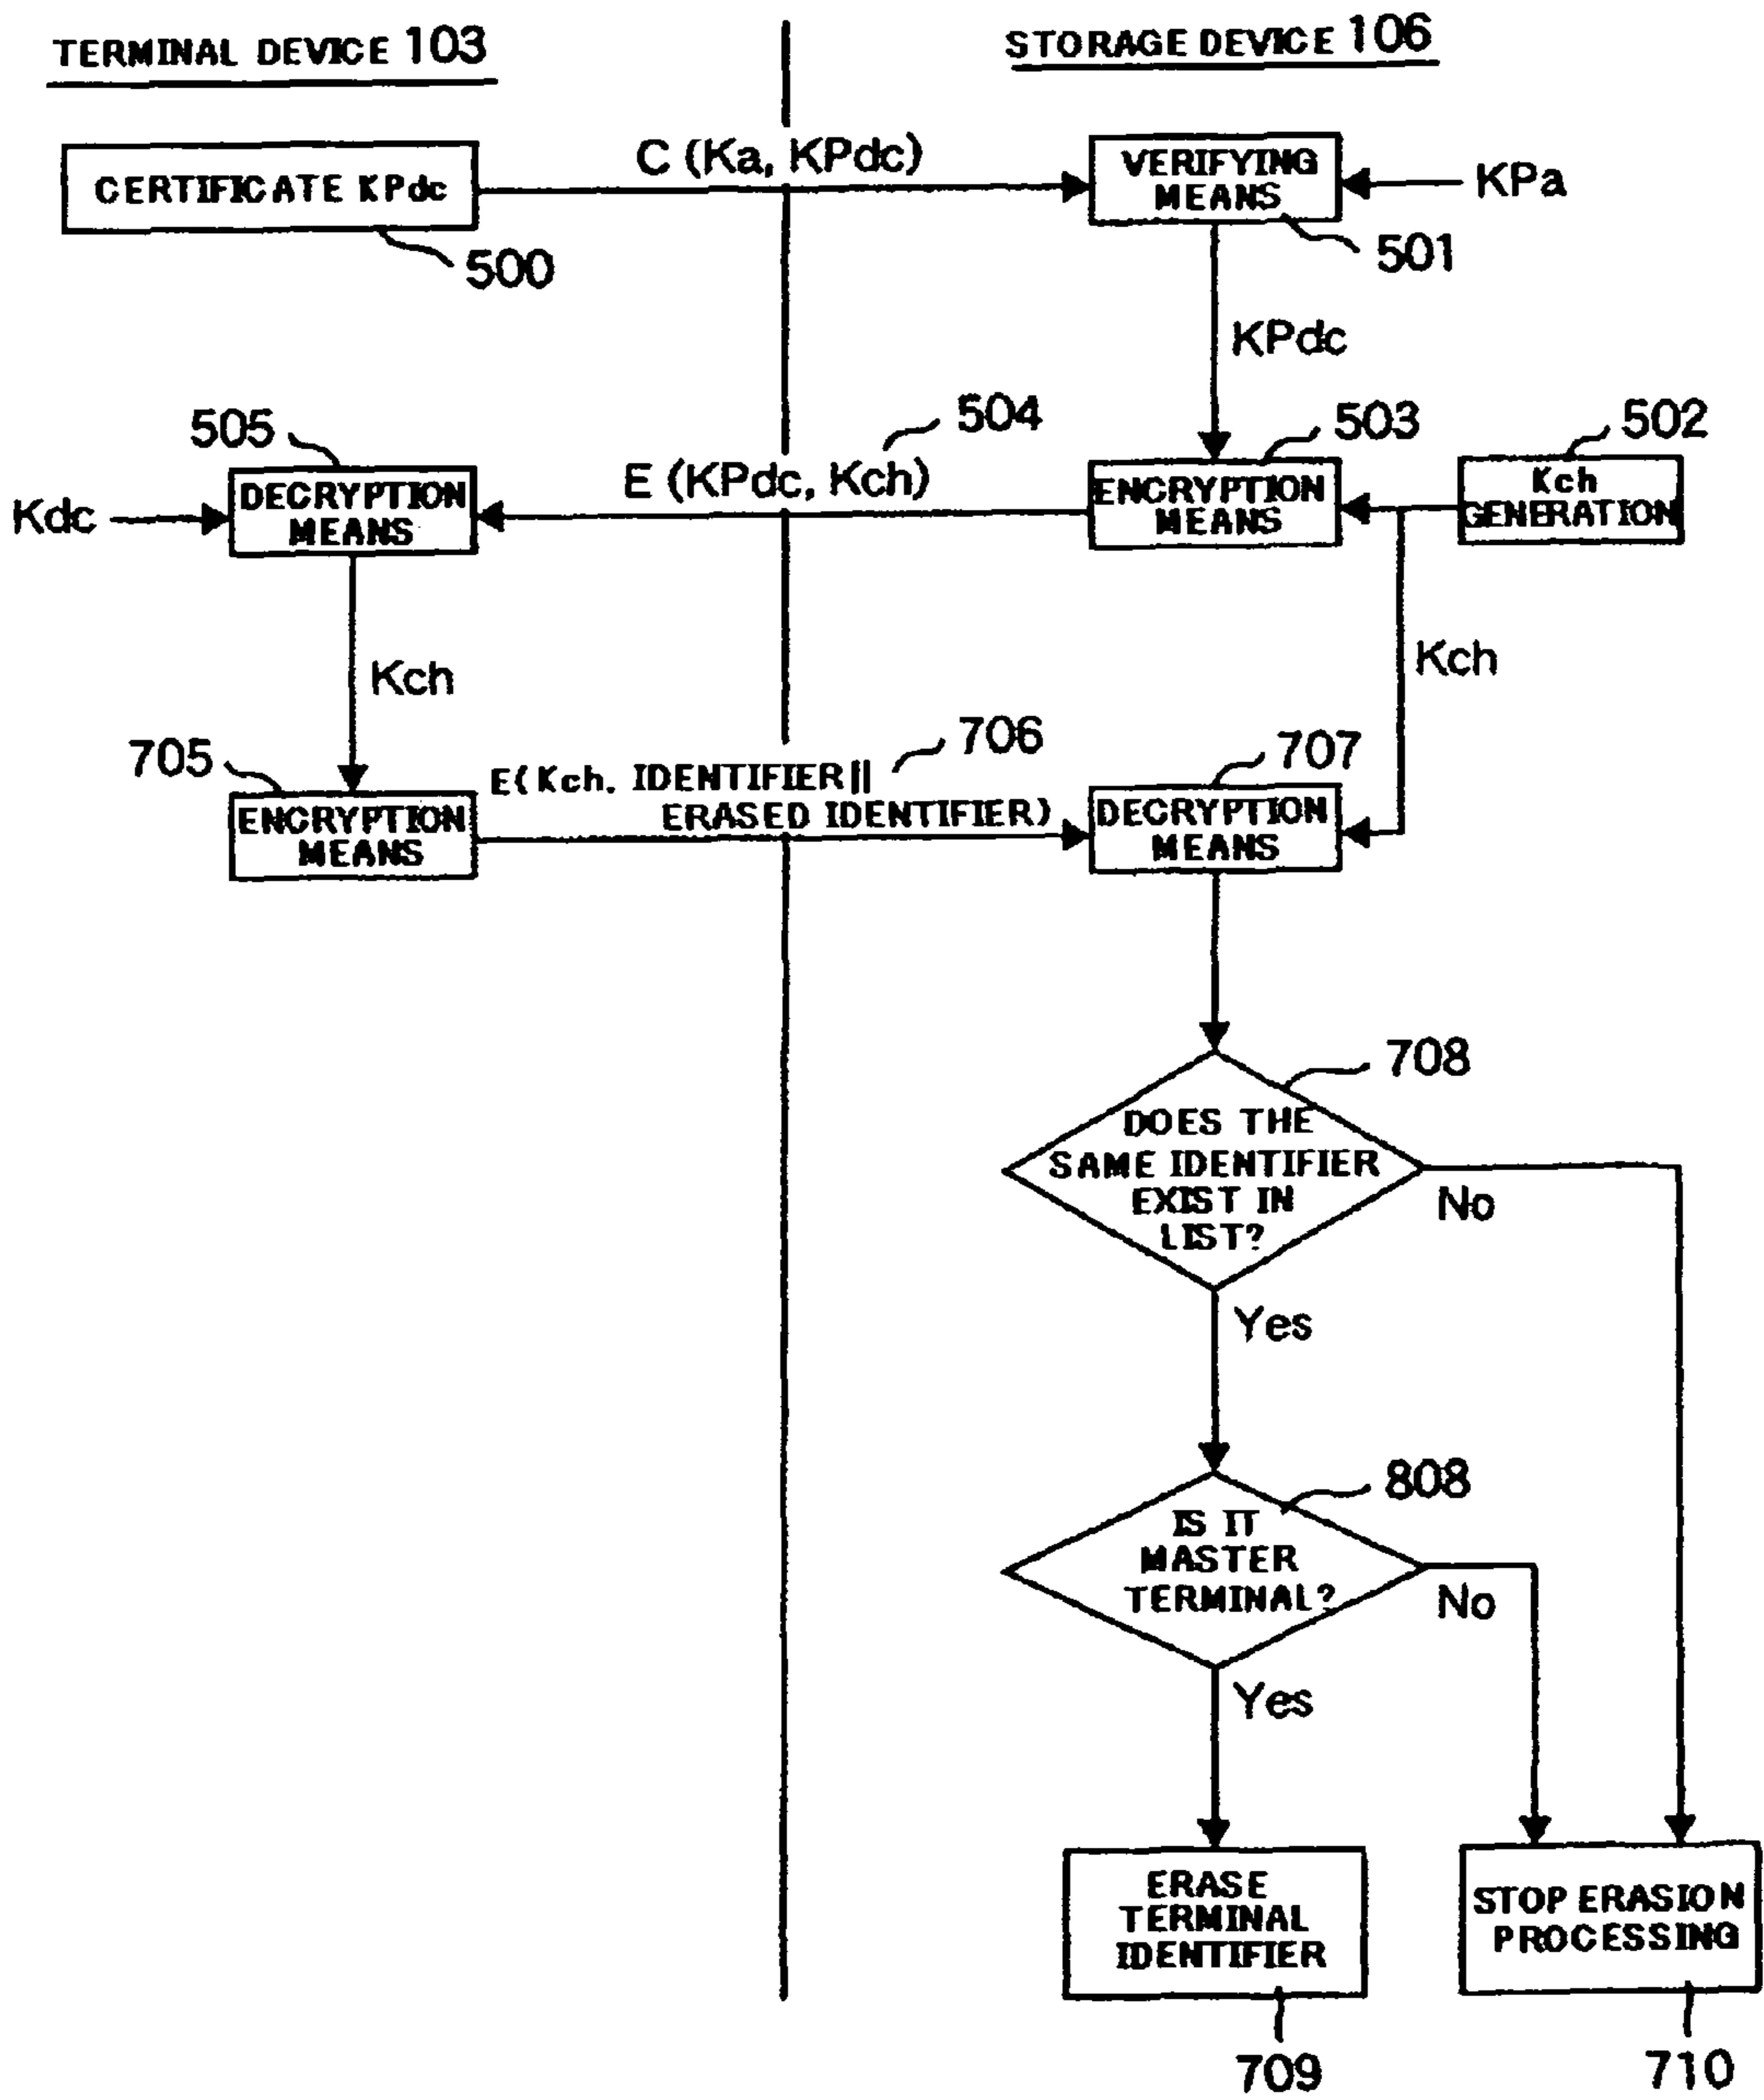 TERMINAL DEVICE 103
STORAGE DEVICE 106
CERTIFICATE KPdc
500
C (Ka, KPdc)
VERIFYING
MEANS
501
KPa
KPdc
505
504
503
502
Kdc
DECRYPTION
MEANS
E (KPdc, Kch)
ENCRYPTION
MEANS
Kch
GENERATION
Kch
Kch
705
706
707
ENCRYPTION
MEANS
E(Kch, IDENTIFIER||
ERASED IDENTIFIER)
DECRYPTION
MEANS
708
DOES THE
SAME IDENTIFIER
EXIST IN
LIST?
No
Yes
808
IS IT
MASTER
TERMINAL?
No
Yes
ERASE
TERMINAL
IDENTIFIER
STOP ERASION
PROCESSING
709
710